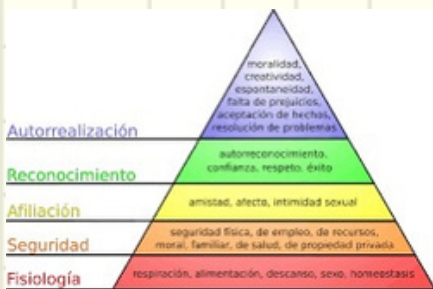 moralidad,
creatividad,
espontaneidad,
falta de prejuicios,
aceptación de hechos,
resolución de problemas
Autorrealización
autorreconocimiento,
confianza, respeto, éxito
Reconocimiento
amistad, afecto, intimidad sexual
Afiliación
seguridad física, de empleo, de recursos,
moral, familiar, de salud, de propiedad privada
Seguridad
respiración, alimentación, descanso, sexo, homeostasis
Fisiología